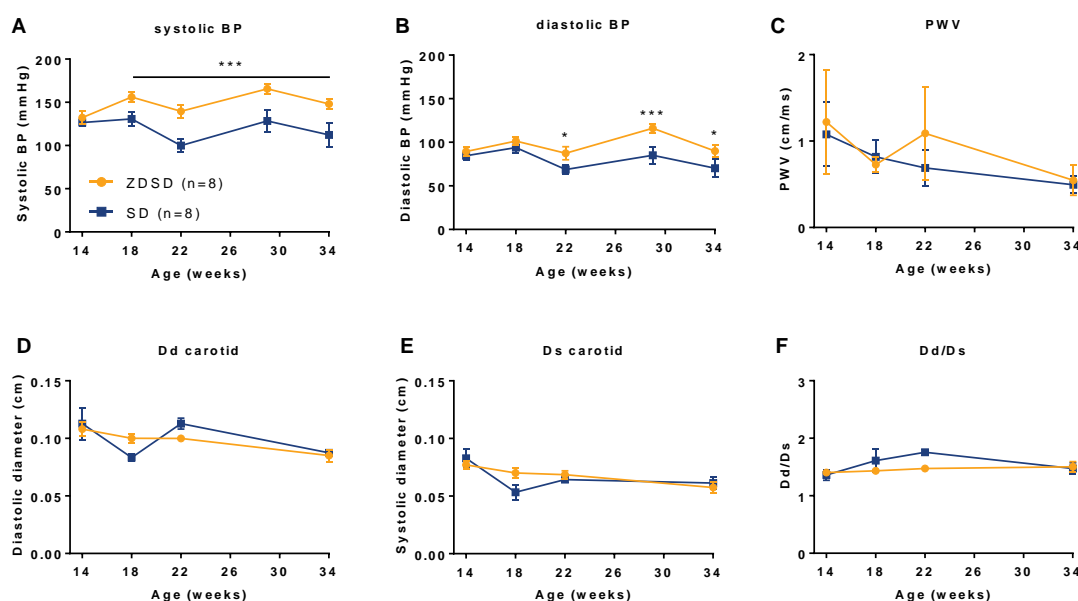 A
systolic BP
Systolic BP (mmHg)
200
150
100
50
0
***
ZDSD (n=8)
SD (n=8)
14 18 22 26 30 34
Age (weeks)
B
diastolic BP
Diastolic BP (mmHg)
200
150
100
50
0
* *** *
14 18 22 26 30 34
Age (weeks)
C
PWV
PWV (cm/ms)
2
1
0
14 18 22 26 30 34
Age (weeks)
D
Dd carotid
Diastolic diameter (cm)
0.15
0.10
0.05
0.00
14 18 22 26 30 34
Age (weeks)
E
Ds carotid
Systolic diameter (cm)
0.15
0.10
0.05
0.00
14 18 22 26 30 34
Age (weeks)
F
Dd/Ds
Dd/Ds
3
2
1
0
14 18 22 26 30 34
Age (weeks)